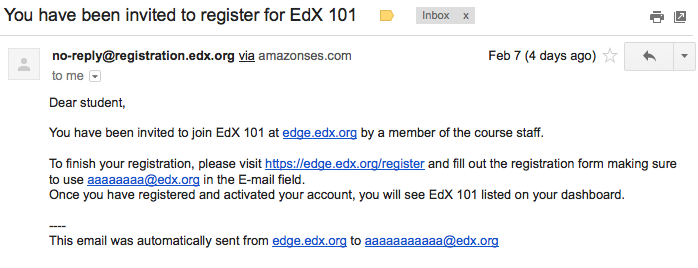 You have been invited to register for EdX 101 Inbox x
no-reply@registration.edx.org via amazonses.com Feb 7 (4 days ago)
to me
Dear student,
You have been invited to join EdX 101 at edge.edx.org by a member of the course staff.
To finish your registration, please visit https://edge.edx.org/register and fill out the registration form making sure
to use aaaaaaaa@edx.org in the E-mail field.
Once you have registered and activated your account, you will see EdX 101 listed on your dashboard.
----
This email was automatically sent from edge.edx.org to aaaaaaaaaaa@edx.org